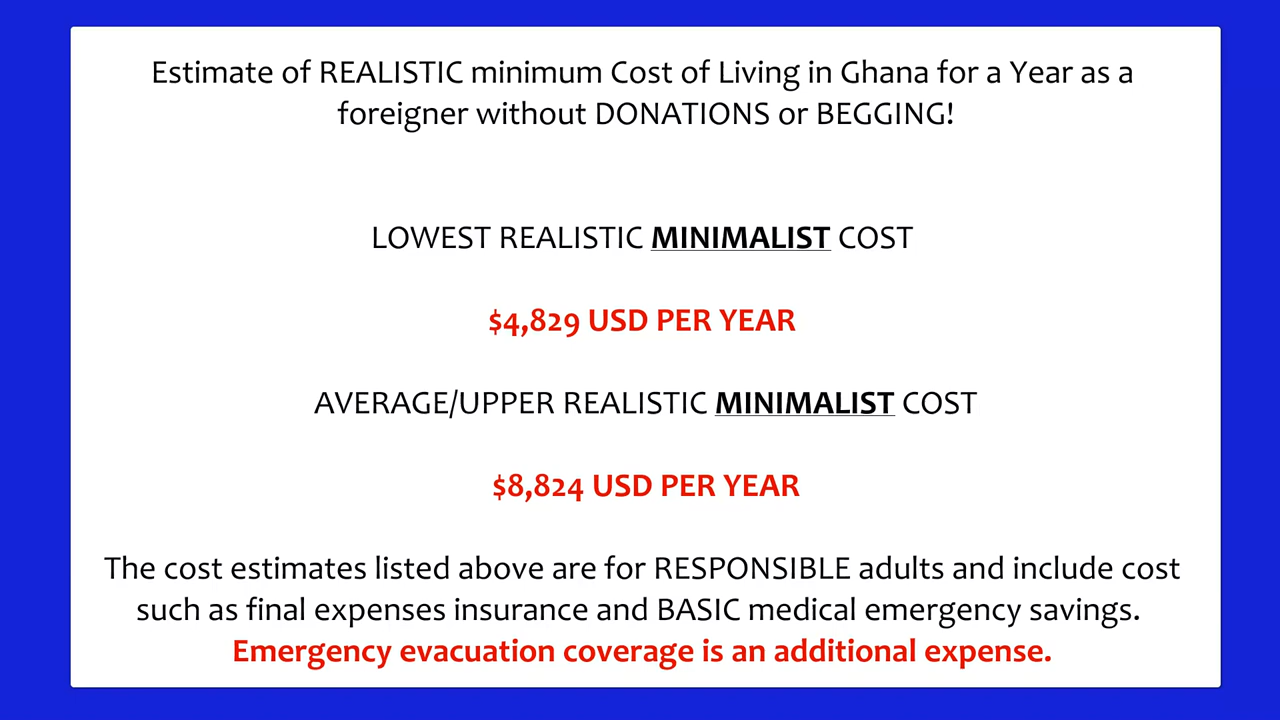 Estimate of REALISTIC minimum Cost of Living in Ghana for a Year as a
foreigner without DONATIONS or BEGGING!
LOWEST REALISTIC MINIMALIST COST
$4,829 USD PER YEAR
AVERAGE/UPPER REALISTIC MINIMALIST COST
$8,824 USD PER YEAR
The cost estimates listed above are for RESPONSIBLE adults and include cost
such as final expenses insurance and BASIC medical emergency savings.
Emergency evacuation coverage is an additional expense.